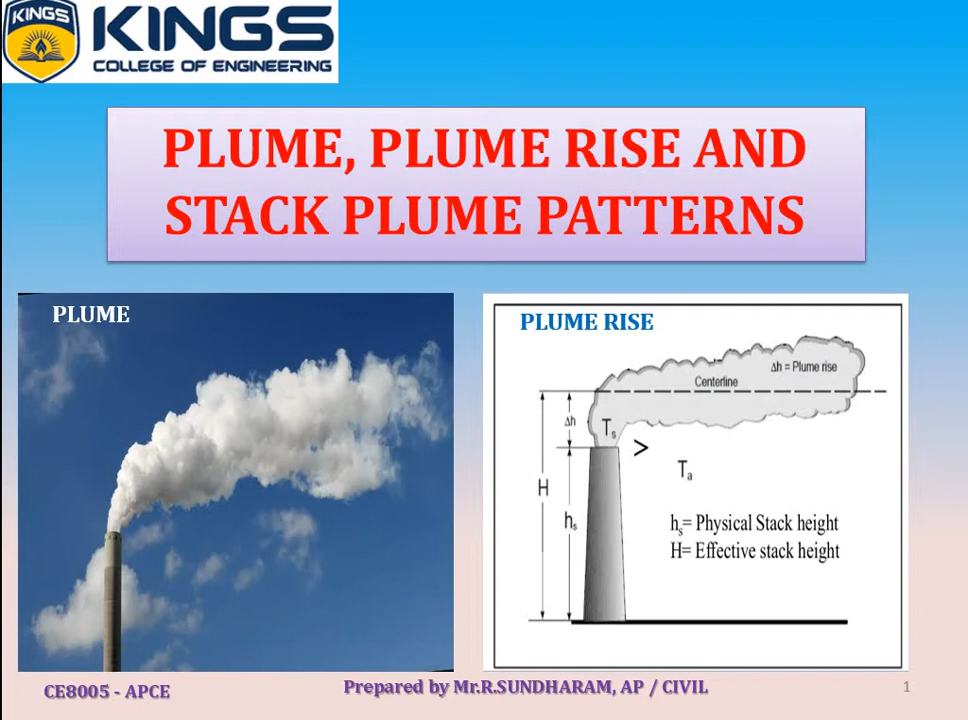 KINGS
KINGS
COLLEGE OF ENGINEERING
PLUME, PLUME RISE AND
STACK PLUME PATTERNS
PLUME
PLUME RISE
Δh = Plume rise
Centerline
Δh
Ts
>
Ta
H
hs
hs= Physical Stack height
H= Effective stack height
CE8005 - APCE
Prepared by Mr.R.SUNDHARAM, AP / CIVIL
1